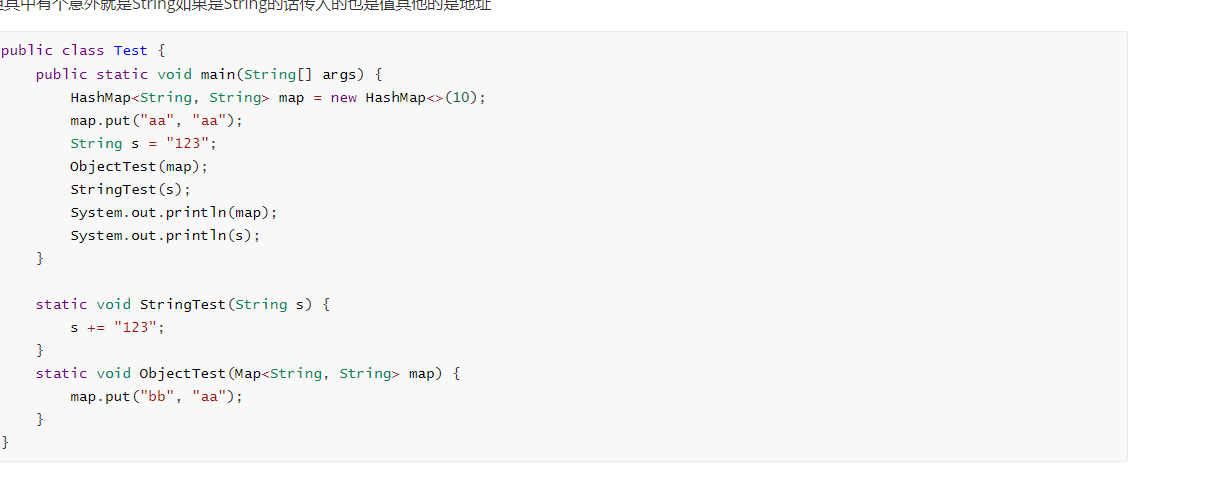 但其中有个意外就是String如果是String的话传入的也是值其他的是地址
public class Test {
    public static void main(String[] args) {
        HashMap<String, String> map = new HashMap<>(10);
        map.put("aa", "aa");
        String s = "123";
        ObjectTest(map);
        StringTest(s);
        System.out.println(map);
        System.out.println(s);
    }

    static void StringTest(String s) {
        s += "123";
    }
    static void ObjectTest(Map<String, String> map) {
        map.put("bb", "aa");
    }
}